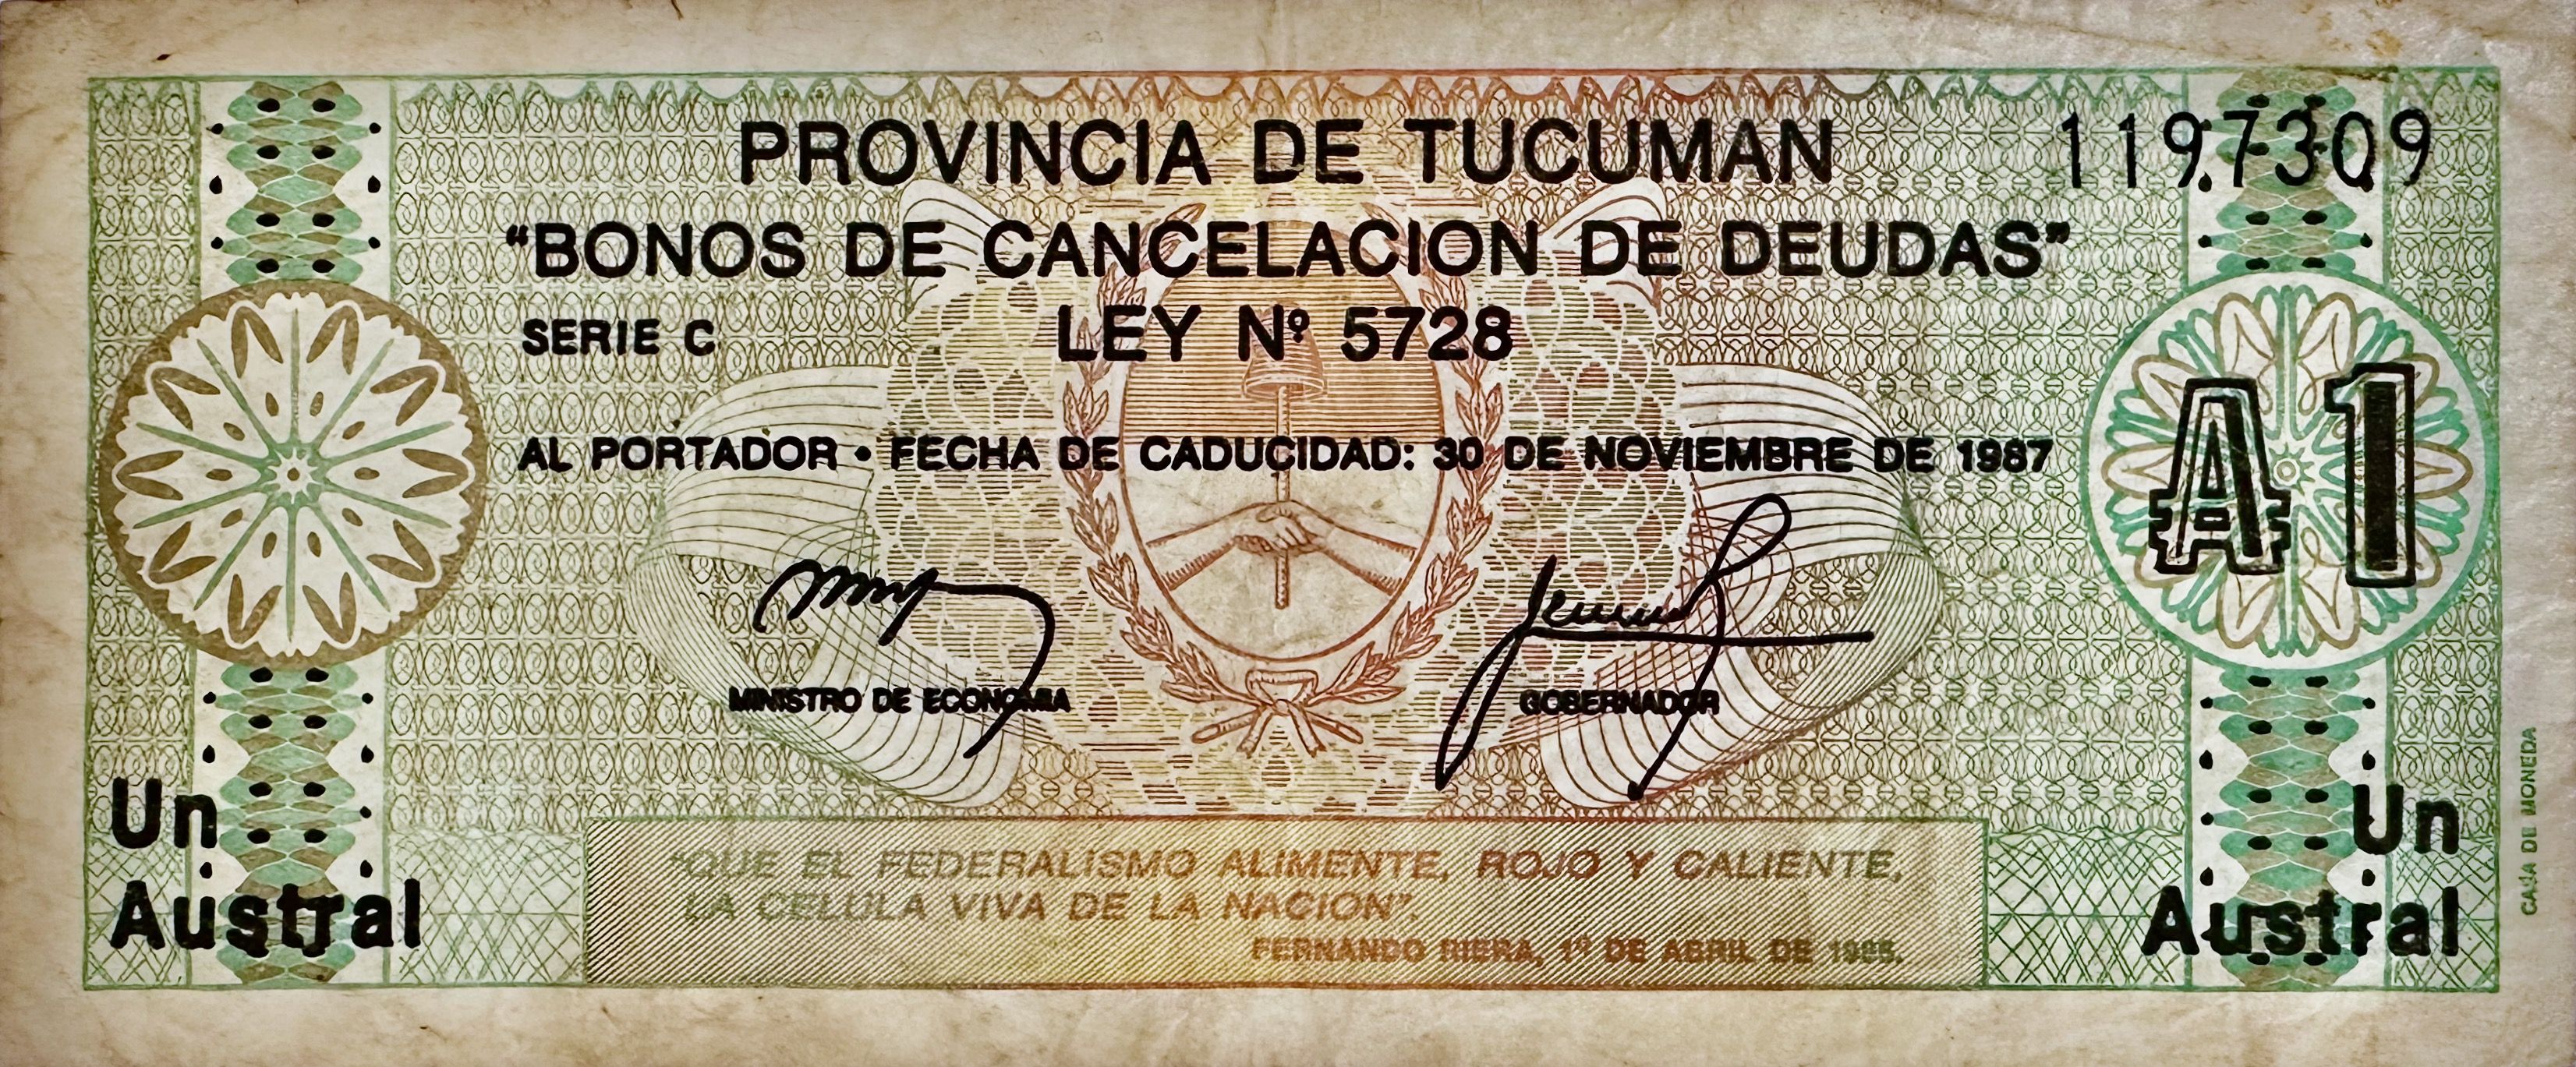 PROVINCIA DE TUCUMAN
1197309
“BONOS DE CANCELACION DE DEUDAS”
SERIE C
LEY Nº 5728
AL PORTADOR • FECHA DE CADUCIDAD: 30 DE NOVIEMBRE DE 1987
A 1
MINISTRO DE ECONOMIA
GOBERNADOR
Un
Austral
“QUE EL FEDERALISMO ALIMENTE, ROJO Y CALIENTE,
LA CELULA VIVA DE LA NACION”.
FERNANDO RIERA, 1º DE ABRIL DE
Un
Austral
CASA DE MONEDA